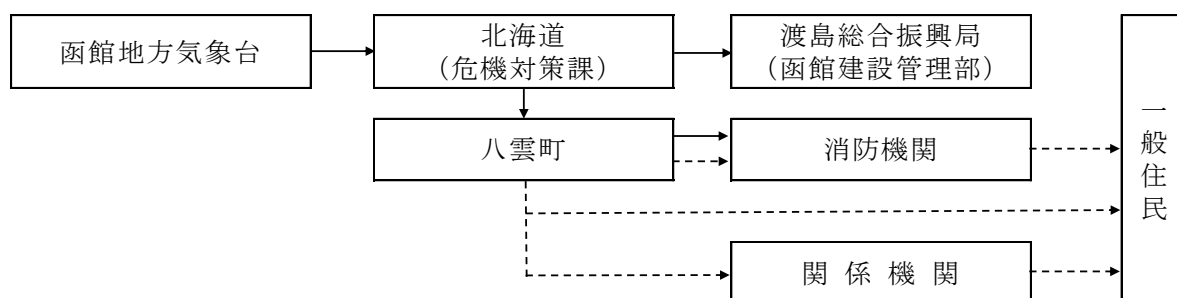 函館地方気象台
北海道
（危機対策課）
渡島総合振興局
（函館建設管理部）
八雲町
消防機関
関係機関
一般住民